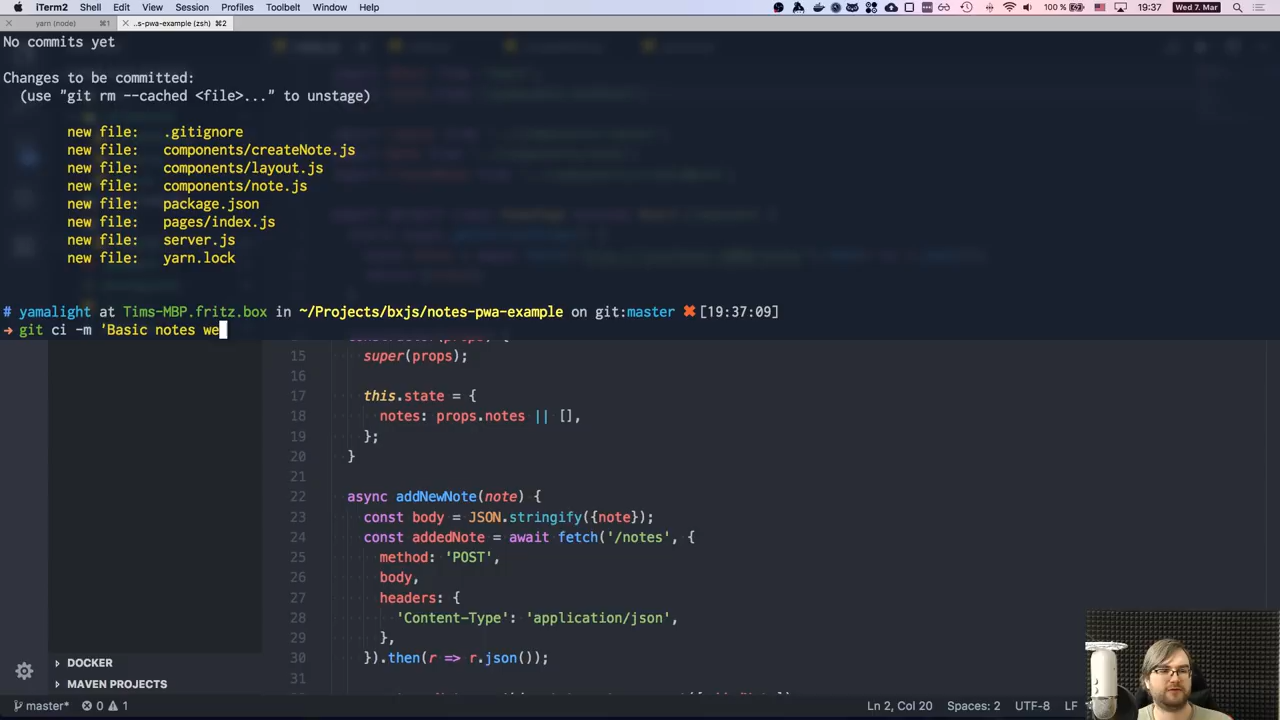 iTerm2 Shell Edit View Session Profiles Toolbelt Window Help 100 % 19:37 Wed 7. Mar
yarn (node) ⌘1 ..s-pwa-example (zsh) ⌘2
No commits yet
Changes to be committed:
(use "git rm --cached <file>..." to unstage)
new file: .gitignore
new file: components/createNote.js
new file: components/layout.js
new file: components/note.js
new file: package.json
new file: pages/index.js
new file: server.js
new file: yarn.lock
# yamalight at Tims-MBP.fritz.box in ~/Projects/bxjs/notes-pwa-example on git:master ✖ [19:37:09]
→ git ci -m 'Basic notes we
15 super(props);
16
17 this.state = {
18 notes: props.notes || [],
19 };
20 }
21
22 async addNewNote(note) {
23 const body = JSON.stringify({note});
24 const addedNote = await fetch('/notes', {
25 method: 'POST',
26 body,
27 headers: {
28 'Content-Type': 'application/json',
29 },
30 }).then(r => r.json());
31
DOCKER
MAVEN PROJECTS
master* 0 1 Ln 2, Col 20 Spaces: 2 UTF-8 LF